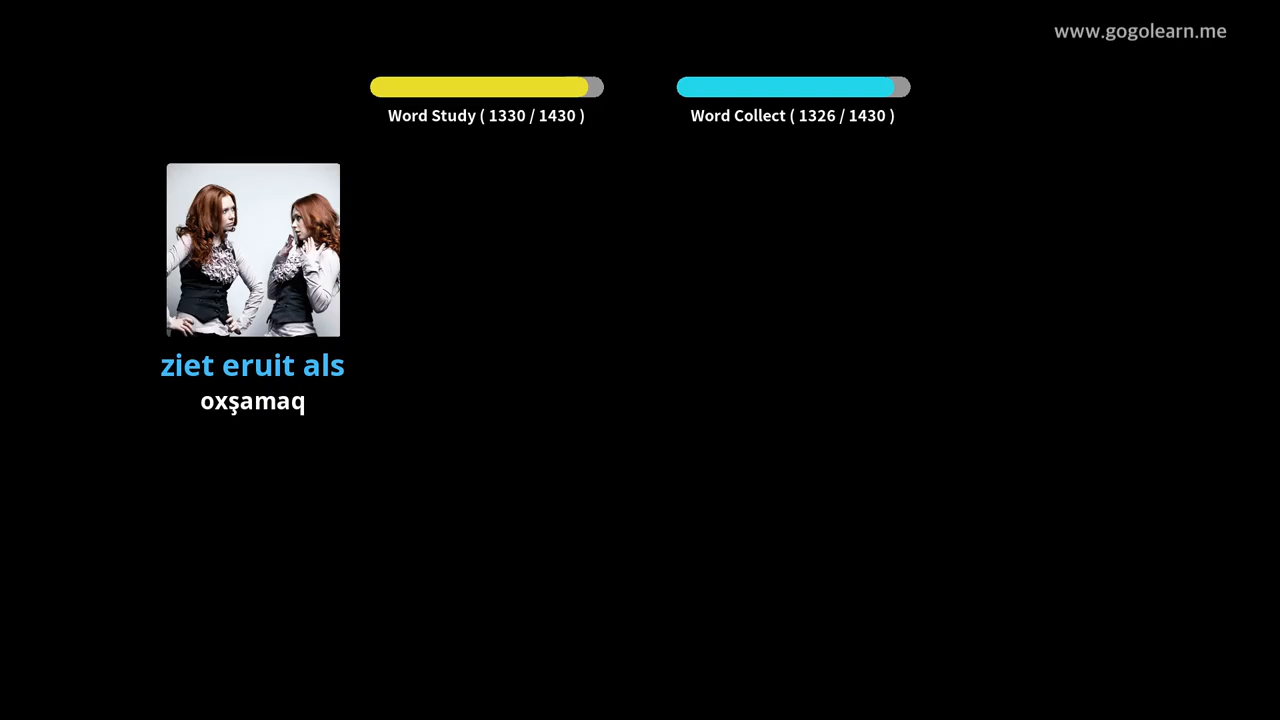 www.gogolearn.me
Word Study ( 1330 / 1430 )
Word Collect ( 1326 / 1430 )
ziet eruit als
oxşamaq